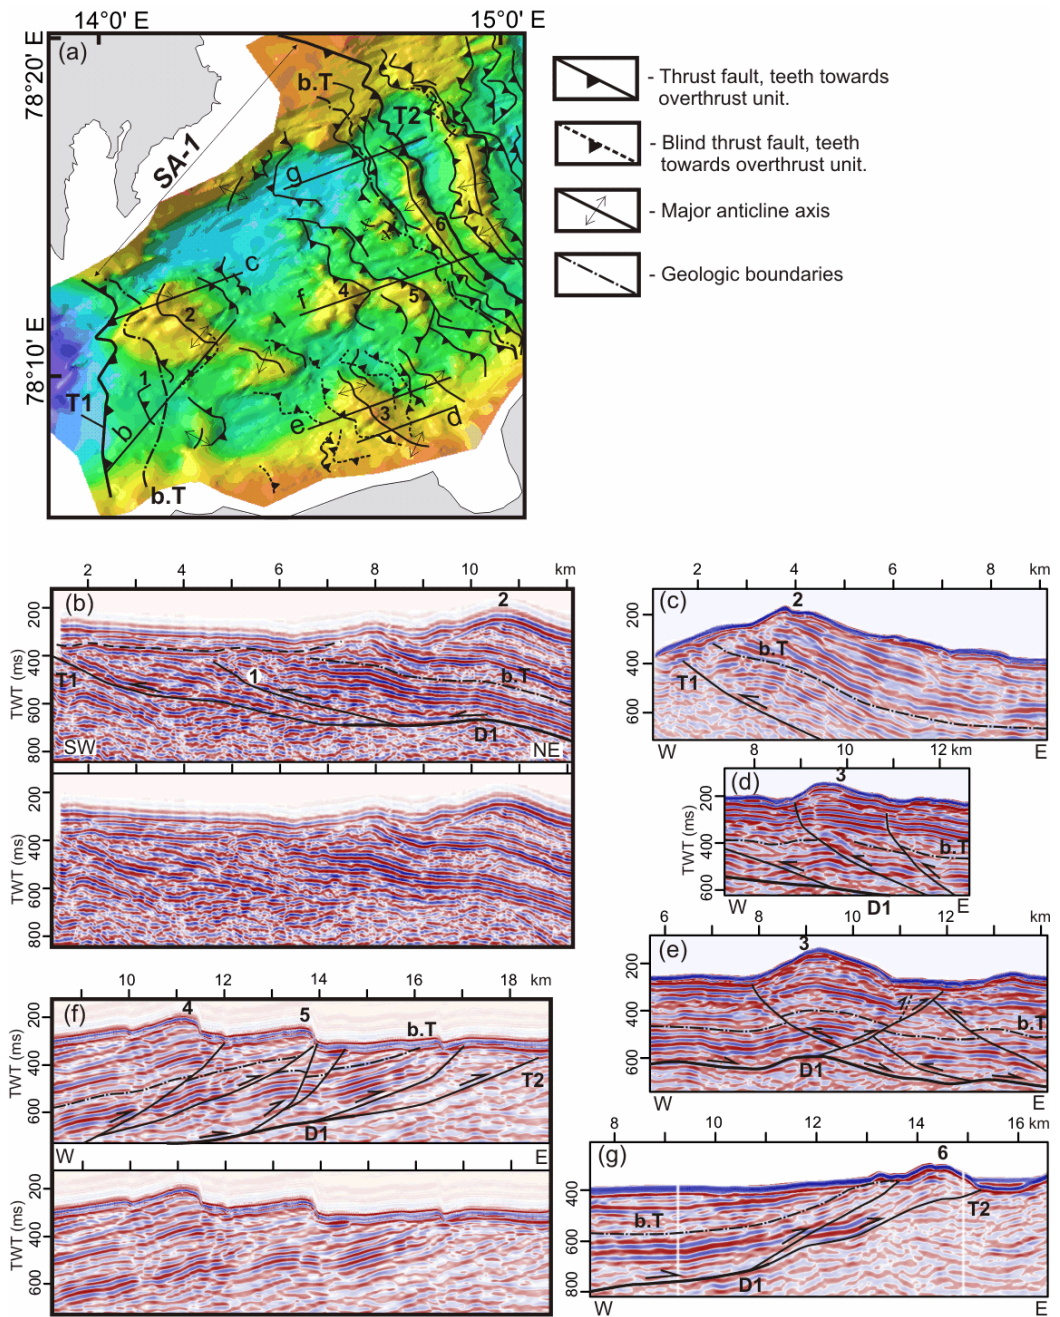 14°0' E
15°0' E
(a)
78°20' E
78°10' E
SA-1
b.T
T2
g
c
2
f
4
5
6
1
T1
b
e
3
d
b.T
- Thrust fault, teeth towards
overthrust unit.
- Blind thrust fault, teeth
towards overthrust unit.
- Major anticline axis
- Geologic boundaries
2 4 6 8 10 km
(b)
2
200
400
600
800
TWT (ms)
T1
1
b.T
D1
SW
NE
200
400
600
800
TWT (ms)
2 4 6 8 km
(c)
2
200
400
600
TWT (ms)
b.T
T1
W
E
8 10 12 km
(d)
3
200
400
600
TWT (ms)
b.T
W
D1
E
6 8 10 12 km
(e)
3
200
400
600
TWT (ms)
b.T
D1
W
E
10 12 14 16 18 km
(f)
4
5
b.T
200
400
600
TWT (ms)
T2
D1
W
E
200
400
600
TWT (ms)
8 10 12 14 16 km
(g)
6
400
600
800
TWT (ms)
b.T
T2
D1
W
E